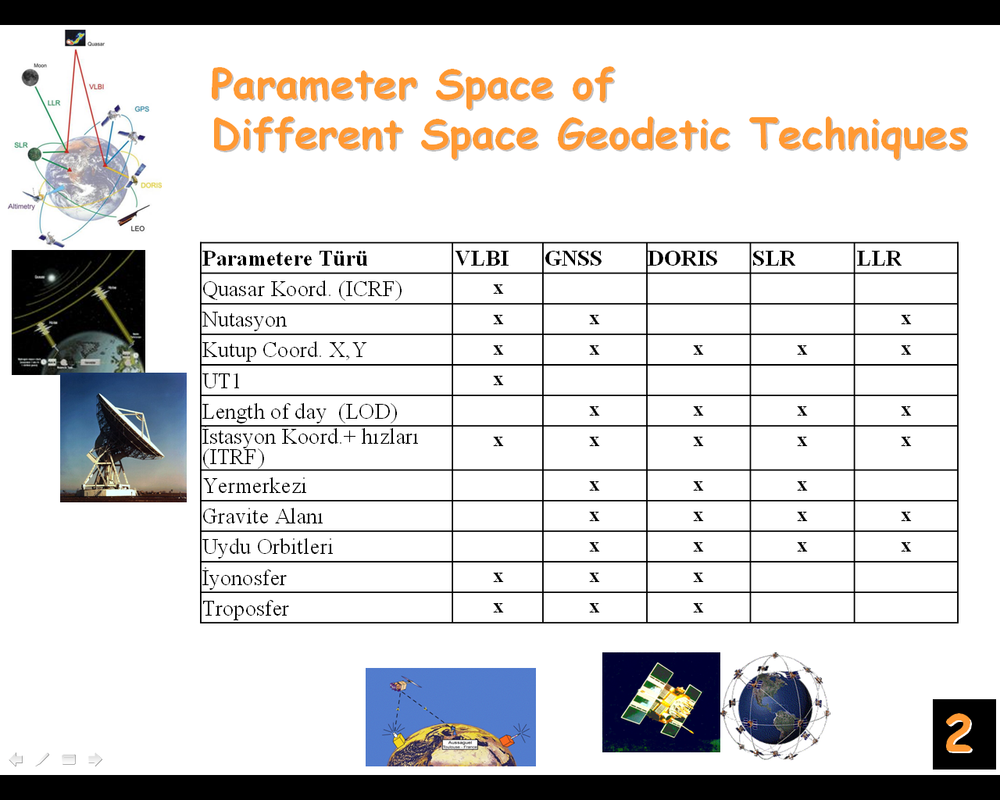 Parameter Space of
Different Space Geodetic Techniques
Quasar
Moon
VLBI
LLR
GPS
SLR
DORIS
Altimetry
LEO
Parametere Türü VLBI GNSS DORIS SLR LLR
Quasar Koord. (ICRF) x
Nutasyon x x x
Kutup Coord. X,Y x x x x x
UT1 x
Length of day (LOD) x x x x
İstasyon Koord.+ hızları
(ITRF) x x x x x
Yermerkezi x x x
Gravite Alanı x x x x
Uydu Orbitleri x x x x
İyonosfer x x x
Troposfer x x x
Aussaguel
Toulouse - France
2